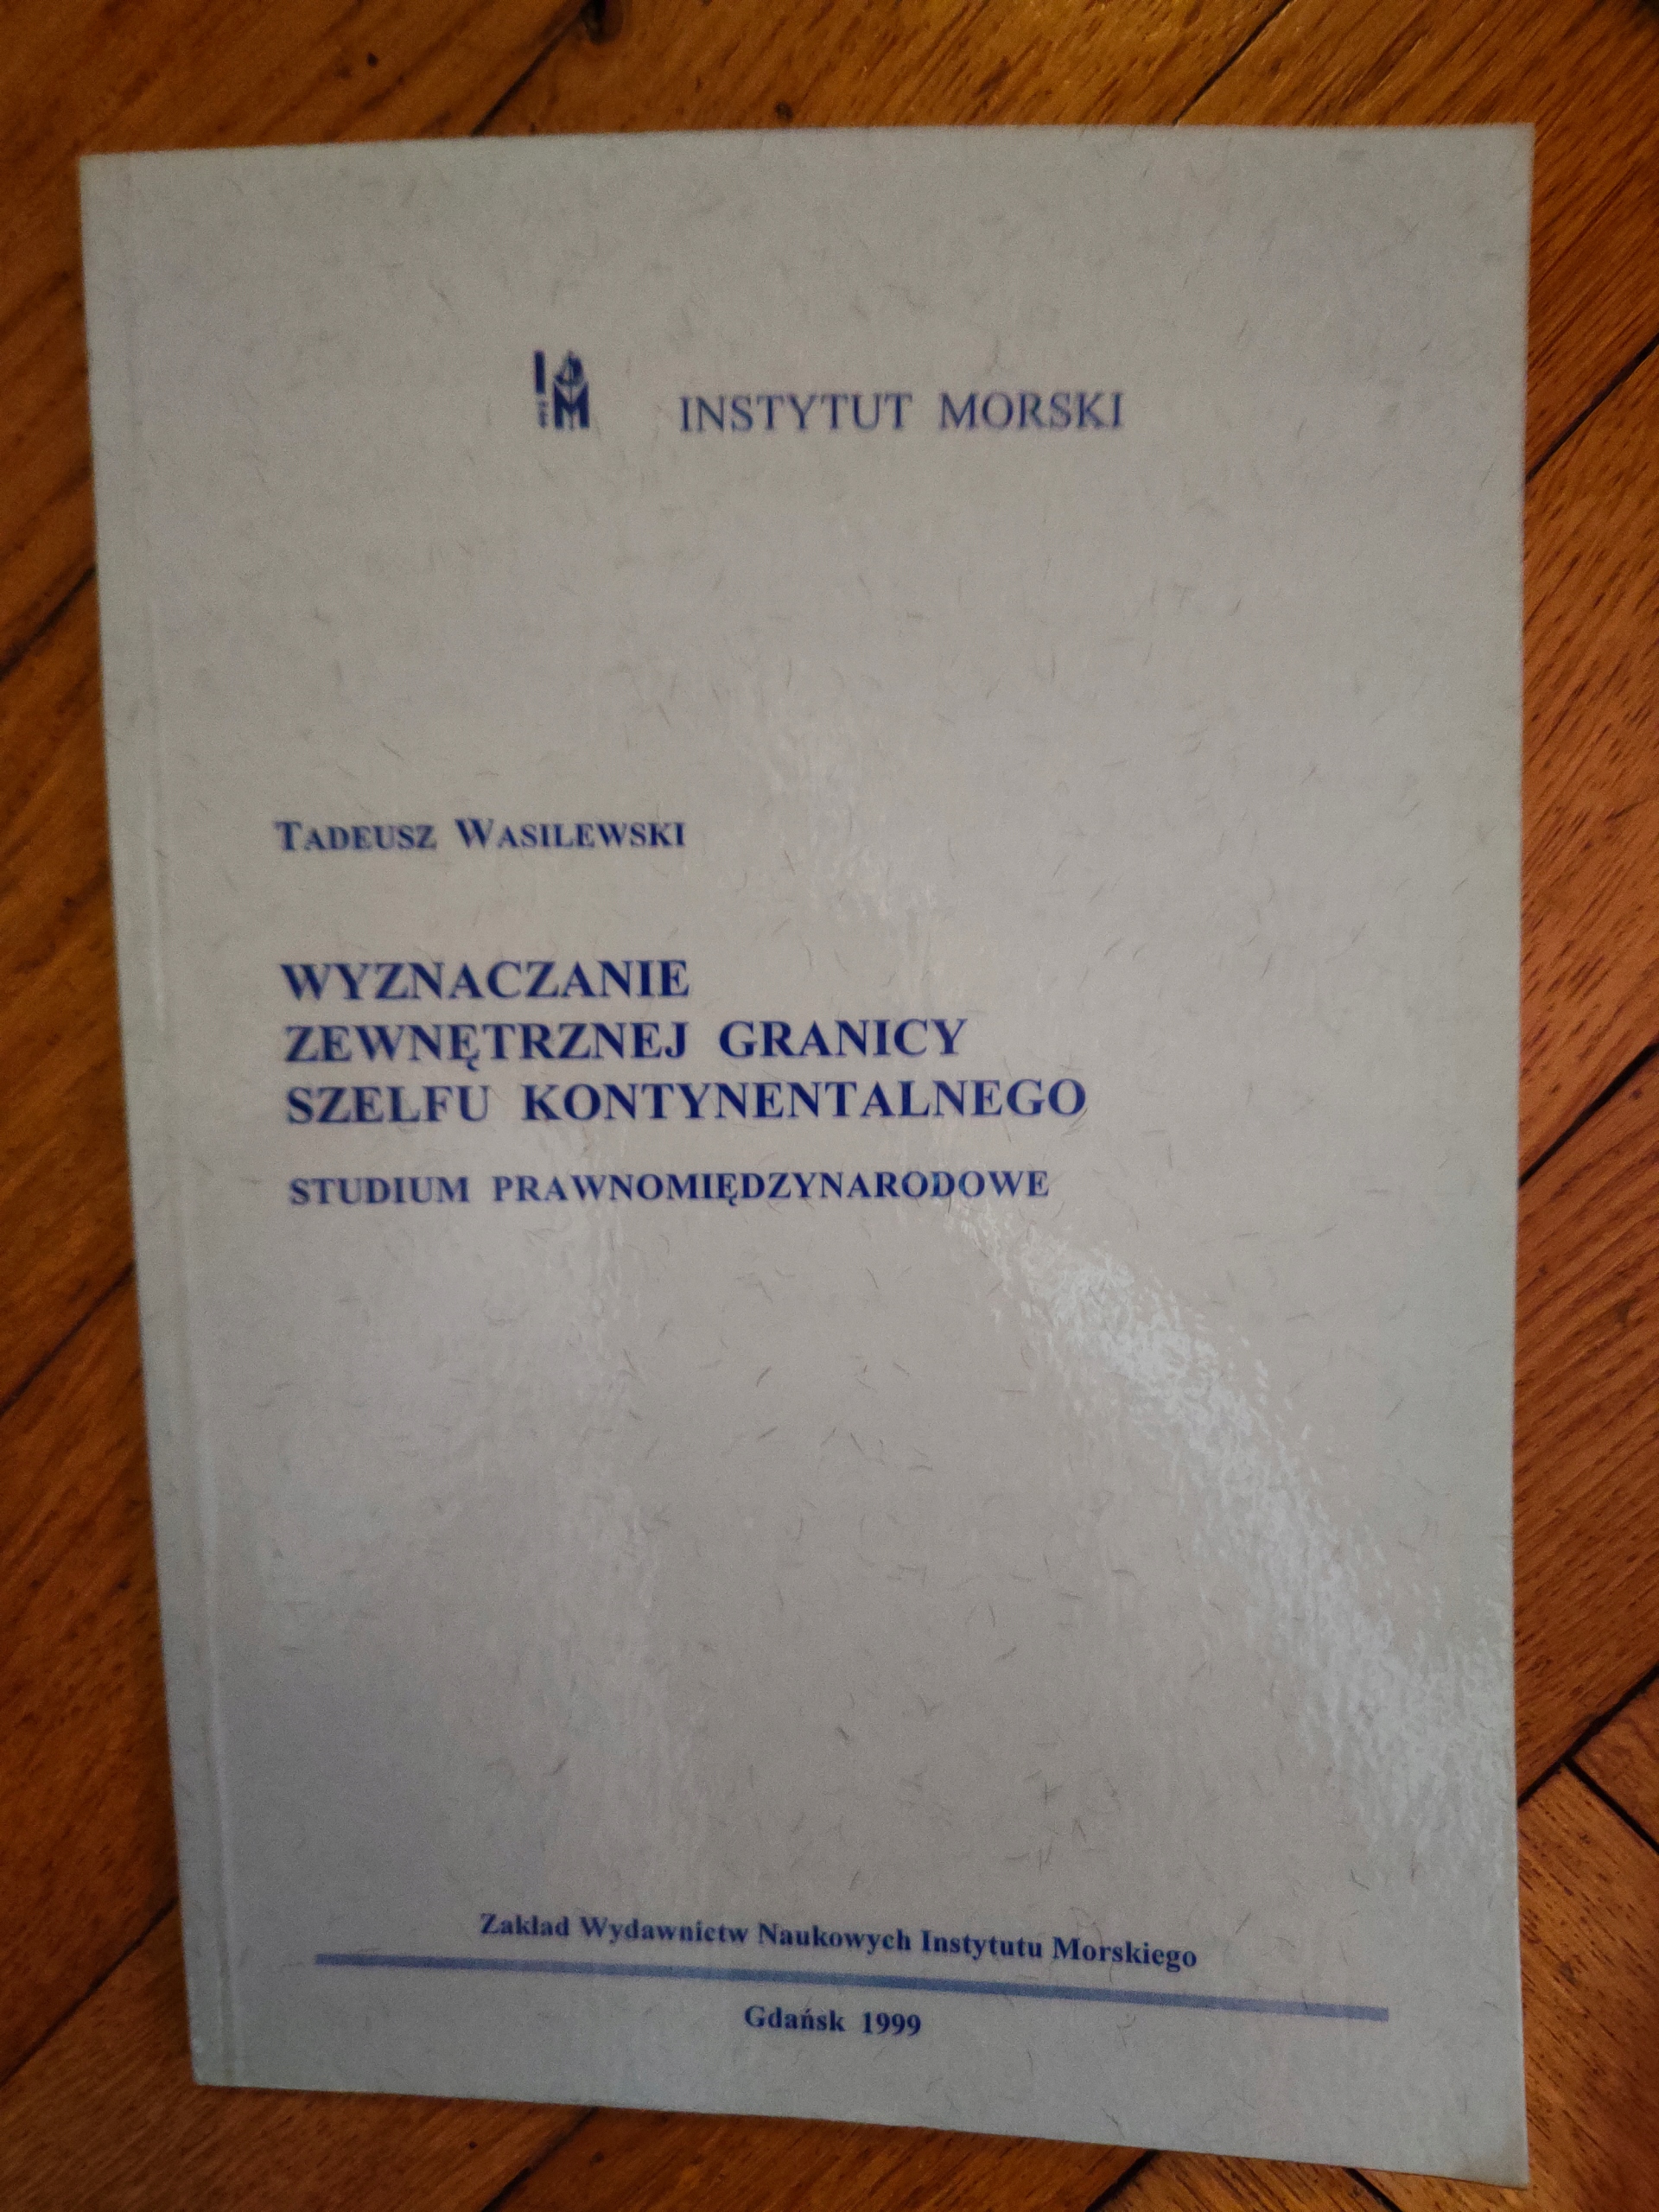 INSTYTUT MORSKI
TADEUSZ WASILEWSKI
WYZNACZANIE
ZEWNĘTRZNEJ GRANICY
SZELFU KONTYNENTALNEGO
STUDIUM PRAWNOMIĘDZYNARODOWE
Zakład Wydawnictw Naukowych Instytutu Morskiego
Gdańsk 1999